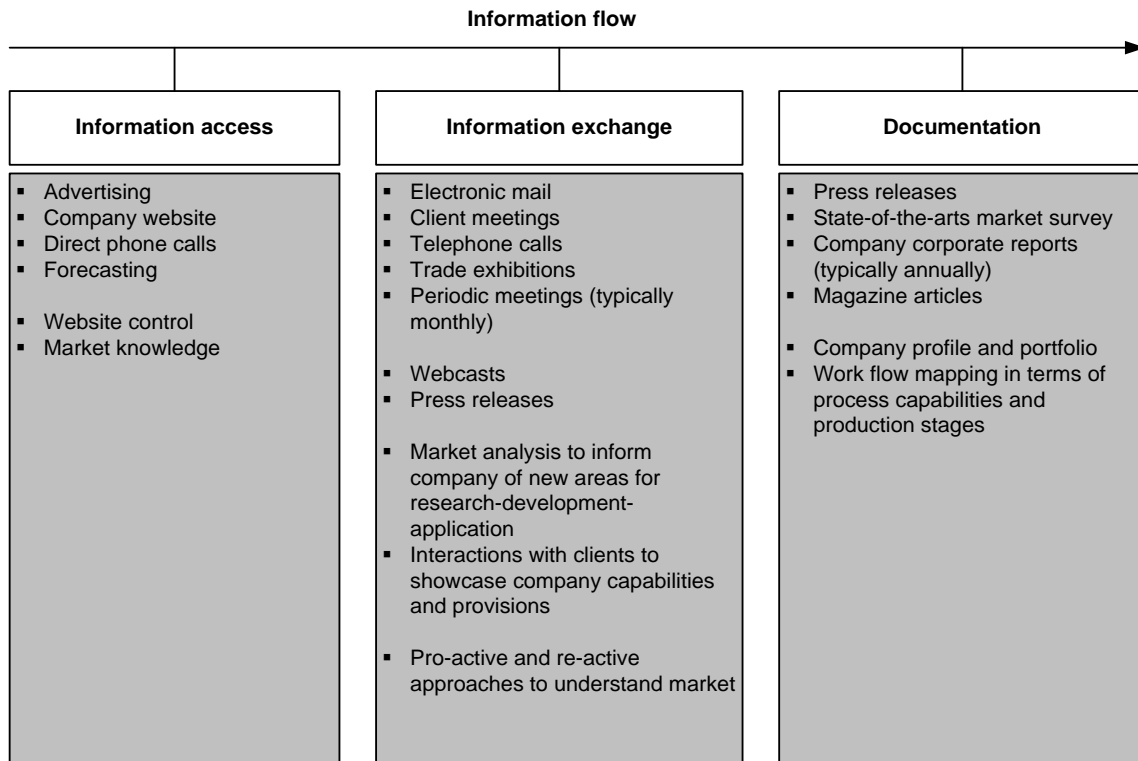 Information flow
Information access
▪ Advertising
▪ Company website
▪ Direct phone calls
▪ Forecasting
▪ Website control
▪ Market knowledge
Information exchange
▪ Electronic mail
▪ Client meetings
▪ Telephone calls
▪ Trade exhibitions
▪ Periodic meetings (typically
monthly)
▪ Webcasts
▪ Press releases
▪ Market analysis to inform
company of new areas for
research-development-
application
▪ Interactions with clients to
showcase company capabilities
and provisions
▪ Pro-active and re-active
approaches to understand market
Documentation
▪ Press releases
▪ State-of-the-arts market survey
▪ Company corporate reports
(typically annually)
▪ Magazine articles
▪ Company profile and portfolio
▪ Work flow mapping in terms of
process capabilities and
production stages